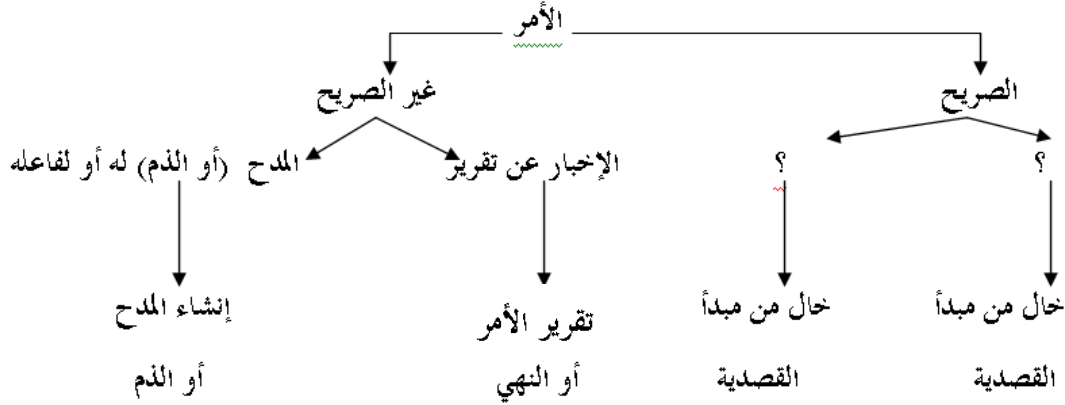 الأمر
الصريح
غير الصريح
؟
؟
الإخبار عن تقرير
المدح (أو الذم) له أو لفاعله
خال من مبدأ
القصدية
خال من مبدأ
القصدية
تقرير الأمر
أو النهي
إنشاء المدح
أو الذم